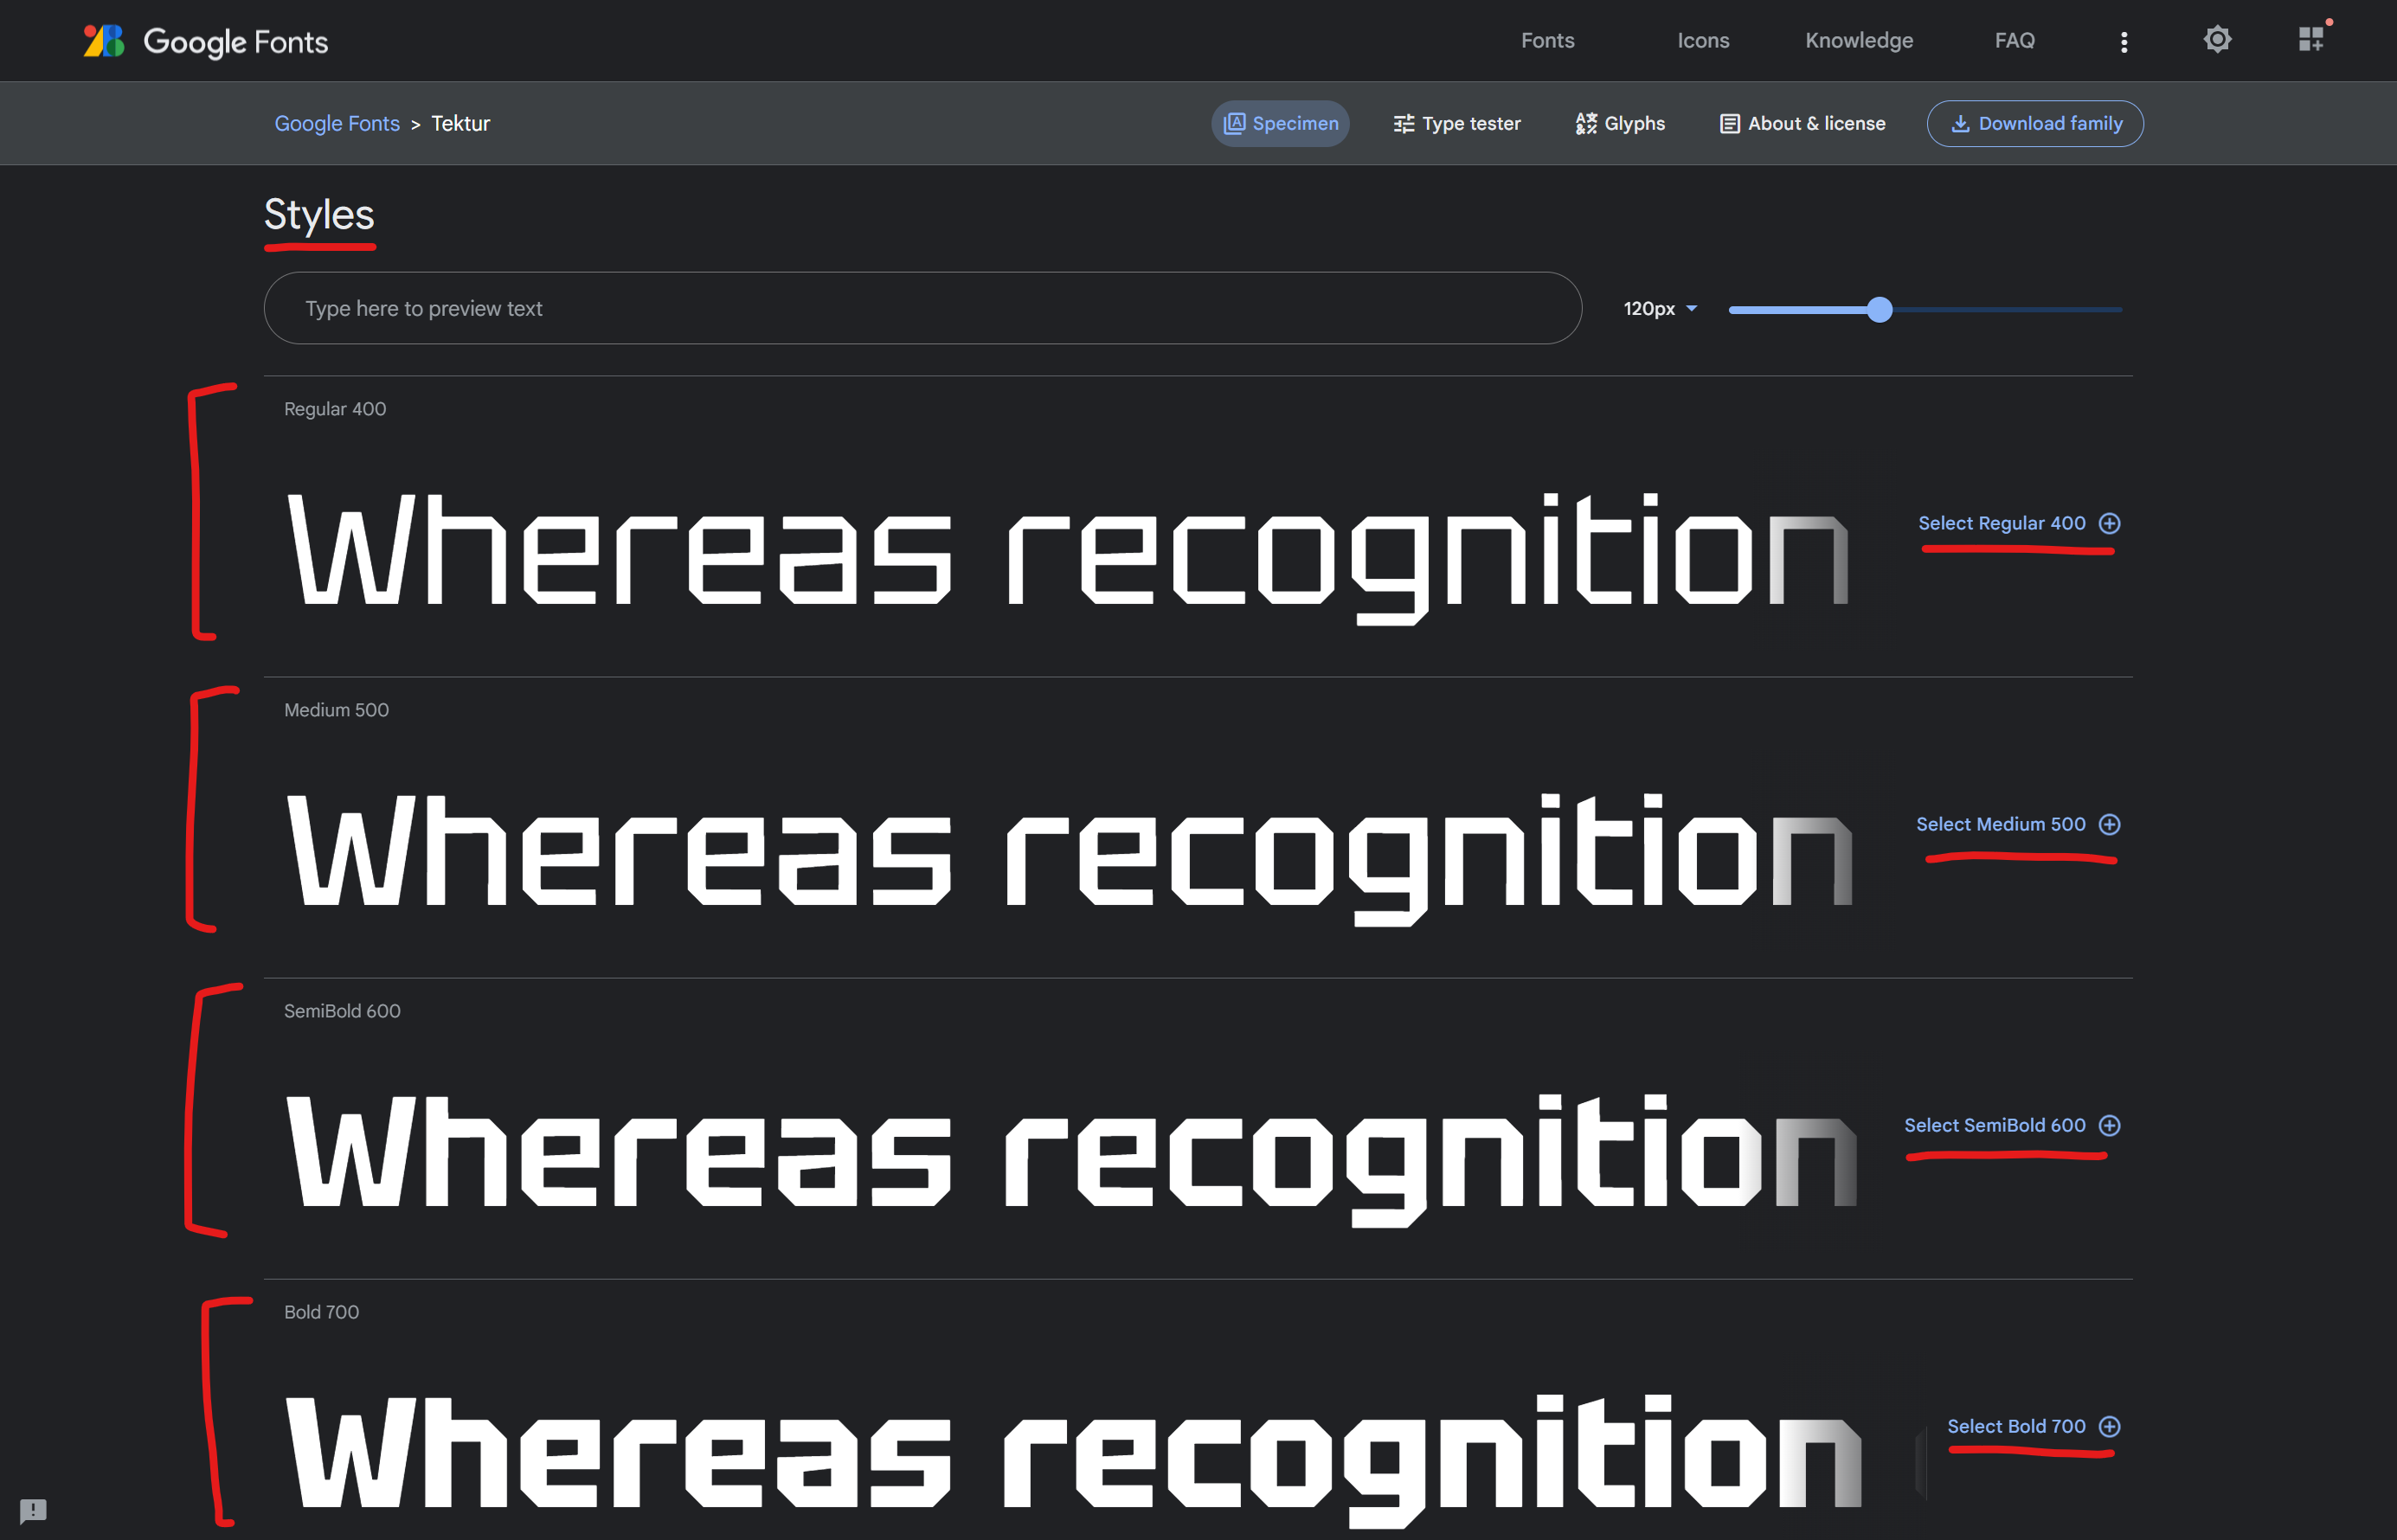 Google Fonts
Fonts Icons Knowledge FAQ
Google Fonts > Tektur
Specimen Type tester Glyphs About & license Download family
Styles
Type here to preview text 120px
Regular 400
Whereas recognition
Select Regular 400
Medium 500
Whereas recognition
Select Medium 500
SemiBold 600
Whereas recognition
Select SemiBold 600
Bold 700
Whereas recognition
Select Bold 700